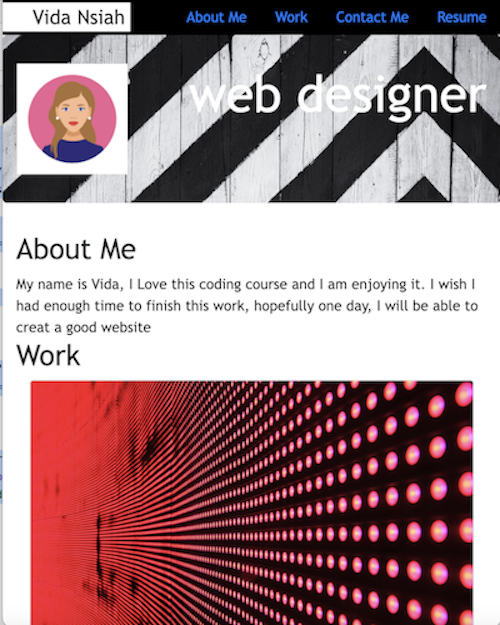 Vida Nsiah
About Me Work Contact Me Resume
web designer
About Me
My name is Vida, I Love this coding course and I am enjoying it. I wish I
had enough time to finish this work, hopefully one day, I will be able to
creat a good website
Work